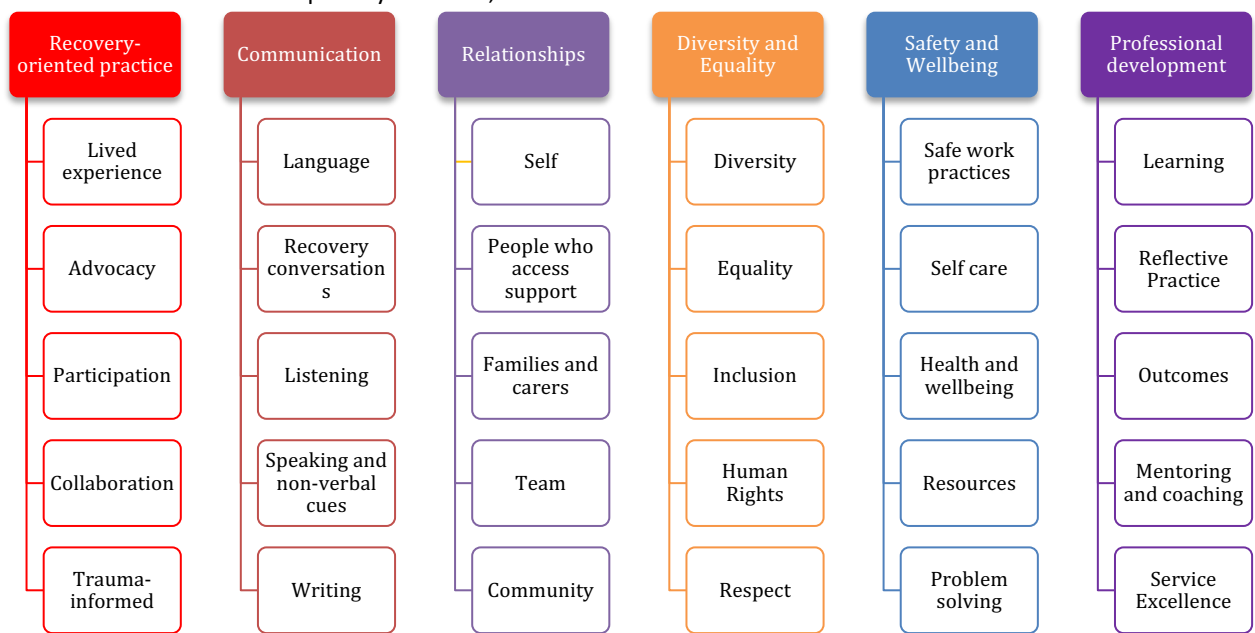 Recovery-
oriented practice
Lived
experience
Advocacy
Participation
Collaboration
Trauma-
informed
Communication
Language
Recovery
conversation
s
Listening
Speaking and
non-verbal
cues
Writing
Relationships
Self
People who
access
support
Families and
carers
Team
Community
Diversity and
Equality
Diversity
Equality
Inclusion
Human
Rights
Respect
Safety and
Wellbeing
Safe work
practices
Self care
Health and
wellbeing
Resources
Problem
solving
Professional
development
Learning
Reflective
Practice
Outcomes
Mentoring
and coaching
Service
Excellence